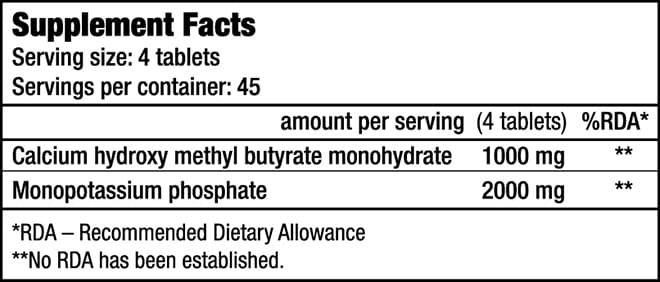 Supplement Facts
Serving size: 4 tablets
Servings per container: 45
amount per serving (4 tablets) %RDA*
Calcium hydroxy methyl butyrate monohydrate 1000 mg **
Monopotassium phosphate 2000 mg **
*RDA – Recommended Dietary Allowance
**No RDA has been established.